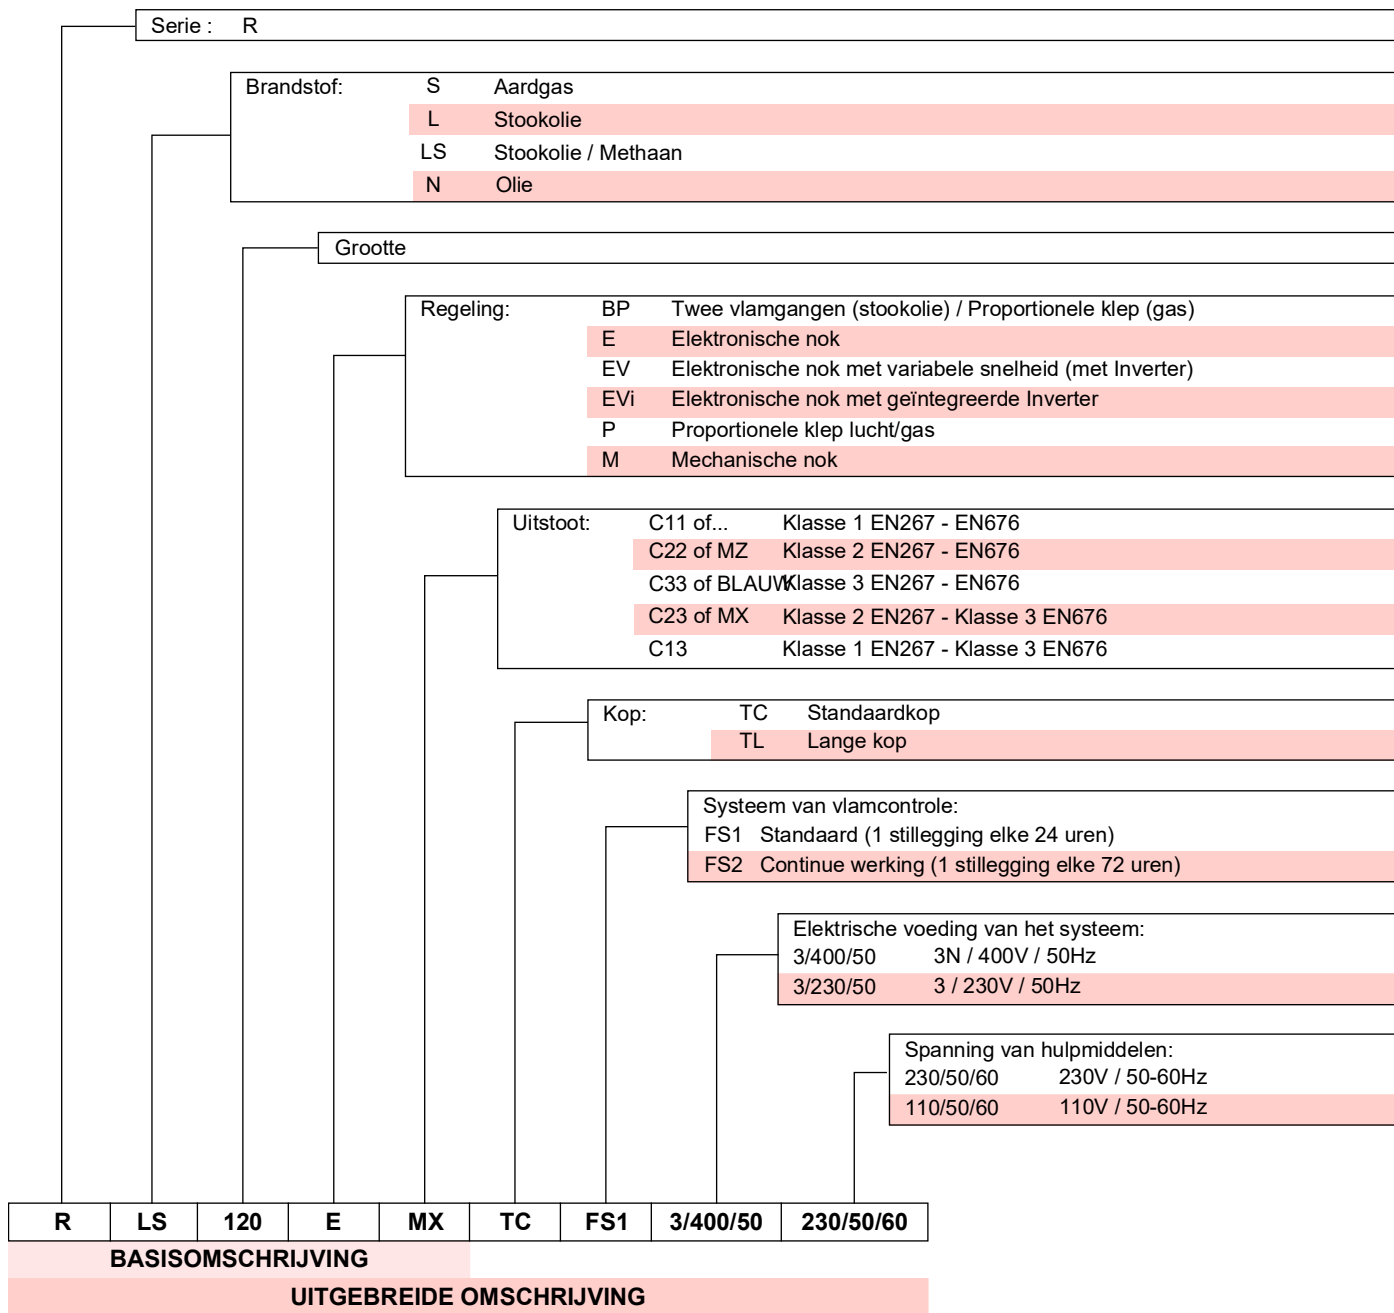 Serie : R
Brandstof: S Aardgas
L Stookolie
LS Stookolie / Methaan
N Olie
Grootte
Regeling: BP Twee vlamgangen (stookolie) / Proportionele klep (gas)
E Elektronische nok
EV Elektronische nok met variabele snelheid (met Inverter)
EVi Elektronische nok met geïntegreerde Inverter
P Proportionele klep lucht/gas
M Mechanische nok
Uitstoot: C11 of... Klasse 1 EN267 - EN676
C22 of MZ Klasse 2 EN267 - EN676
C33 of BLAUW Klasse 3 EN267 - EN676
C23 of MX Klasse 2 EN267 - Klasse 3 EN676
C13 Klasse 1 EN267 - Klasse 3 EN676
Kop: TC Standaardkop
TL Lange kop
Systeem van vlamcontrole:
FS1 Standaard (1 stillegging elke 24 uren)
FS2 Continue werking (1 stillegging elke 72 uren)
Elektrische voeding van het systeem:
3/400/50 3N / 400V / 50Hz
3/230/50 3 / 230V / 50Hz
Spanning van hulpmiddelen:
230/50/60 230V / 50-60Hz
110/50/60 110V / 50-60Hz
R LS 120 E MX TC FS1 3/400/50 230/50/60
BASISOMSCHRIJVING
UITGEBREIDE OMSCHRIJVING